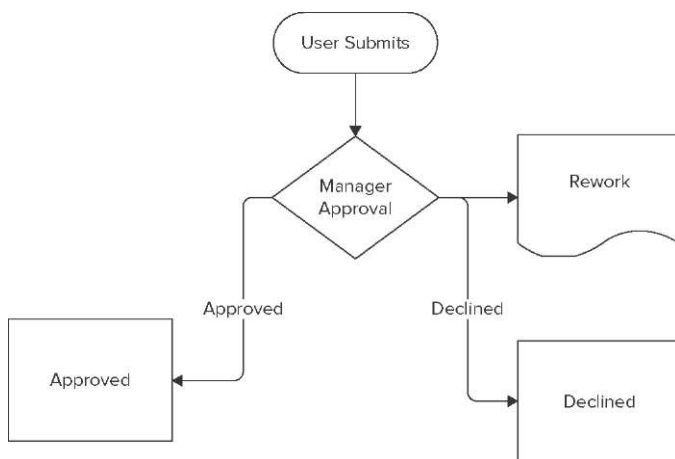 User Submits
Manager
Approval
Rework
Approved
Declined
Approved
Declined